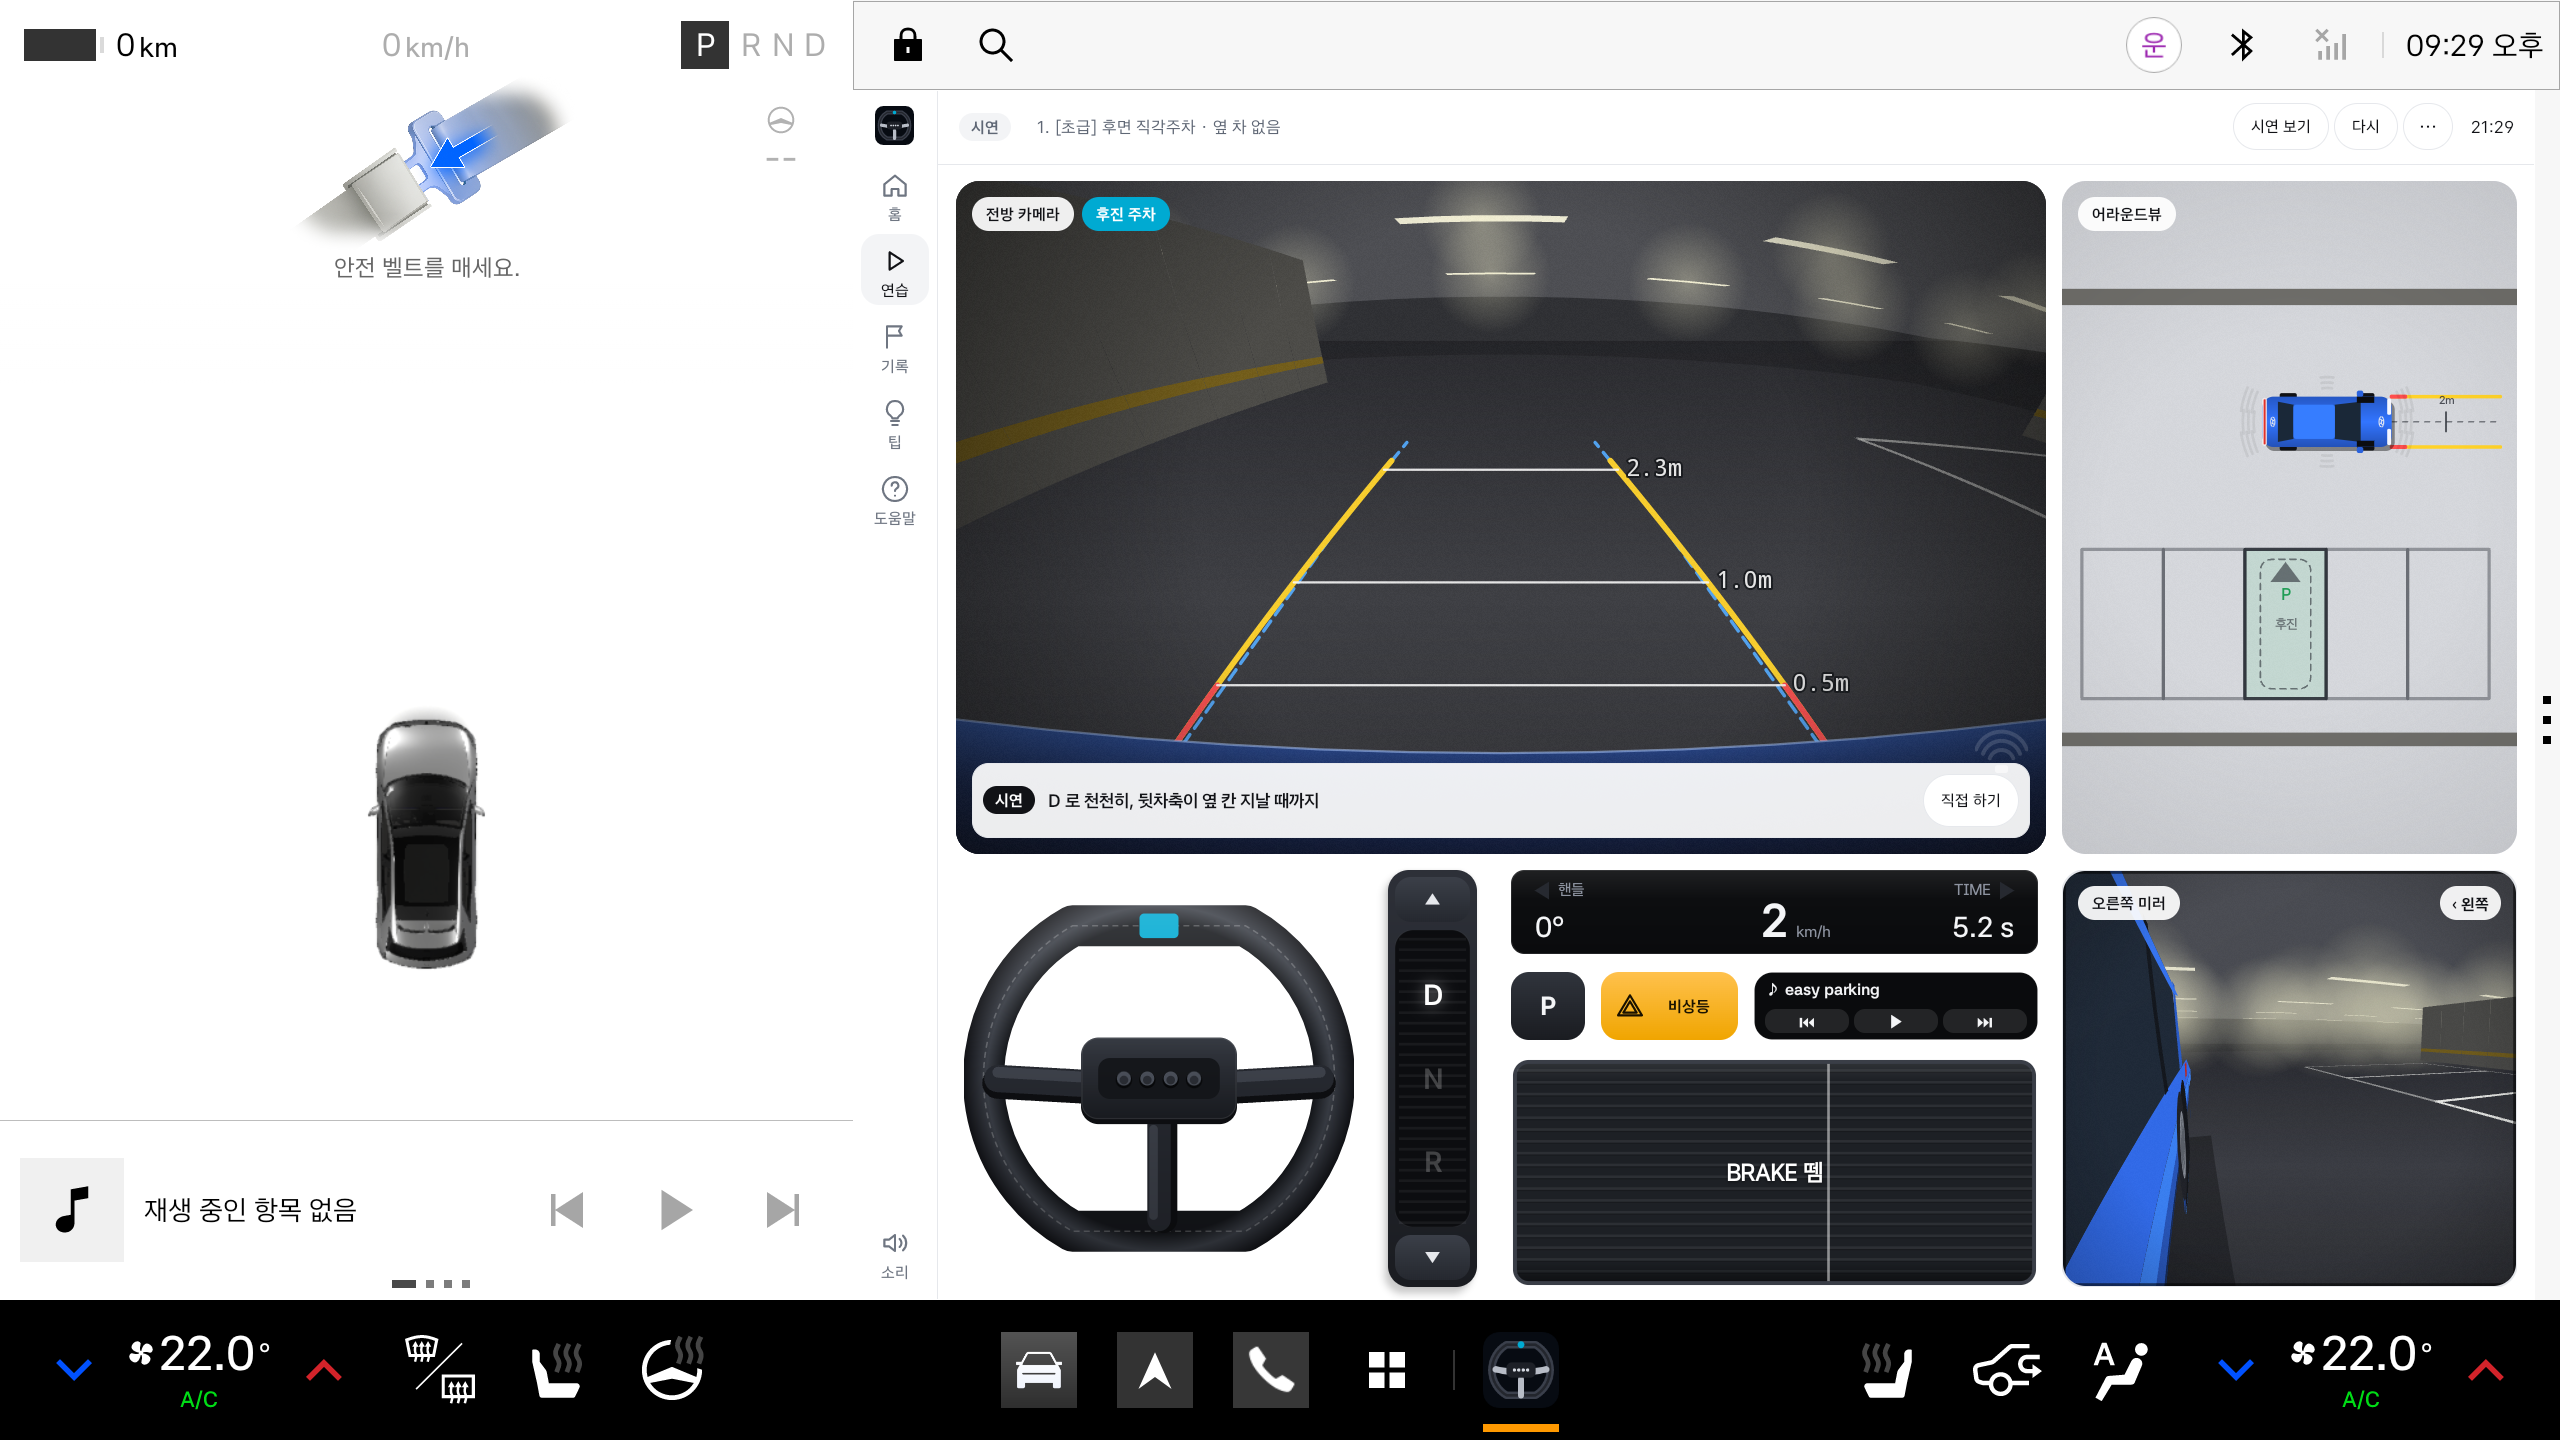 0 km
0 km/h
P R N D
운
09:29 오후
안전 벨트를 매세요.
재생 중인 항목 없음
홈
연습
기록
팁
도움말
소리
시연
1. [초급] 후면 직각주차 · 옆 차 없음
시연 보기
다시
21:29
전방 카메라
후진 주차
2.3m
1.0m
0.5m
시연
D 로 천천히, 뒷차축이 옆 칸 지날 때까지
직접 하기
어라운드뷰
2m
P
후진
D
N
R
핸들
0°
2 km/h
TIME
5.2 s
P
비상등
easy parking
BRAKE 뗌
오른쪽 미러
‹ 왼쪽
22.0°
A/C
A
22.0°
A/C